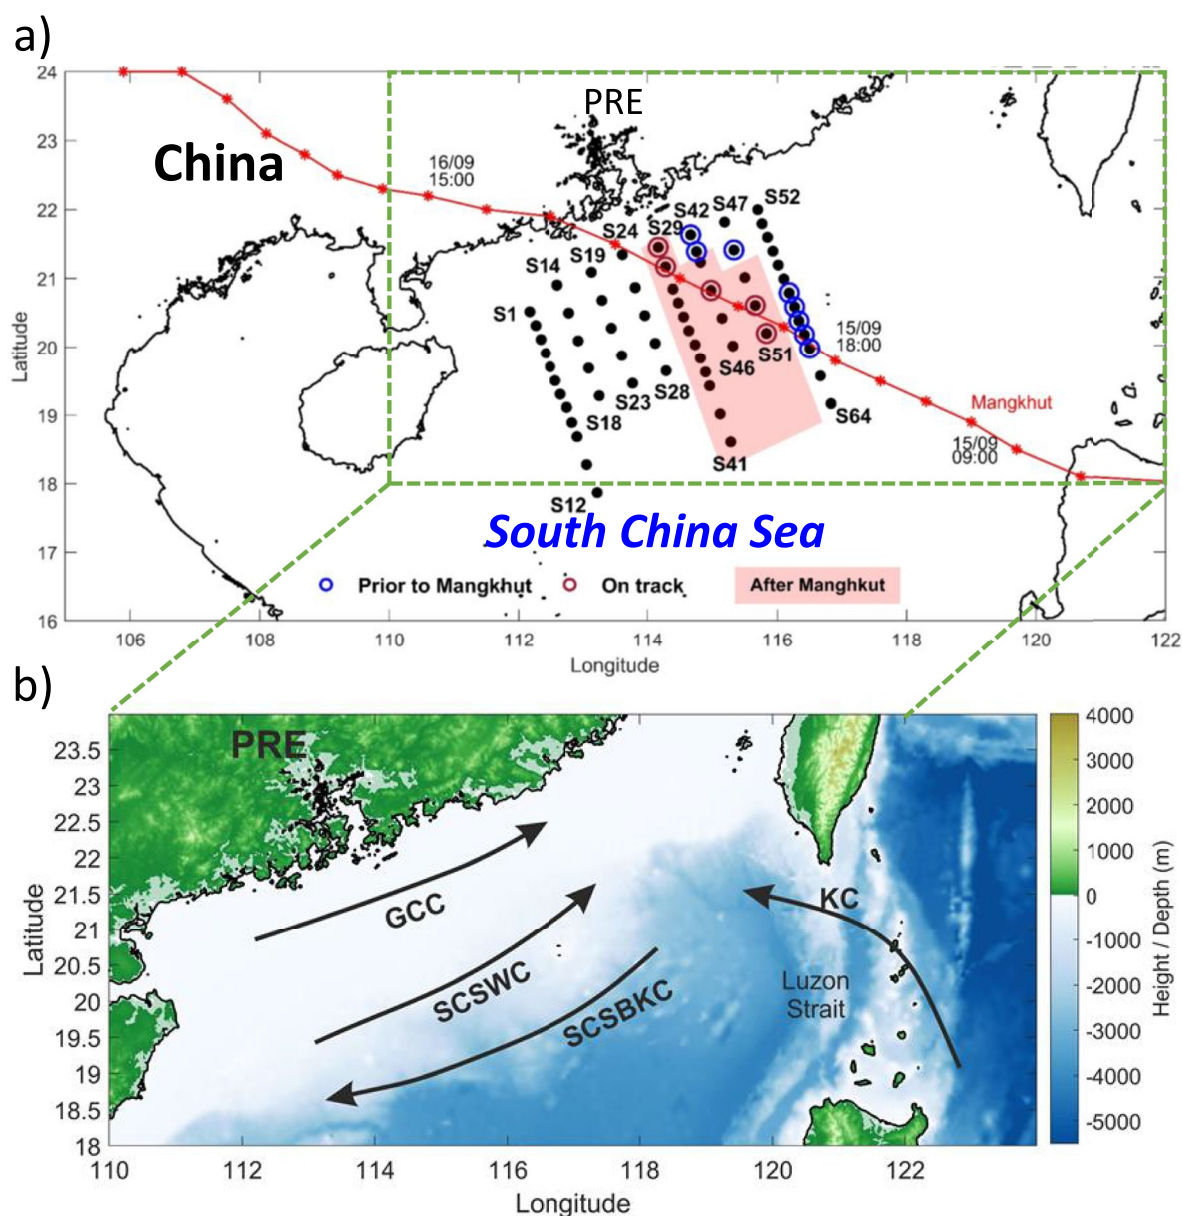 a)
24
23
22
21
20
19
18
17
16
Latitude
PRE
China
16/09
15:00
S52
S47
S42
S29
S24
S19
S14
S1
15/09
18:00
S51
S46
S28
S23
S18
S64
Mangkhut
15/09
09:00
S41
S12
South China Sea
Prior to Mangkhut
On track
After Manghkut
106 108 110 112 114 116 118 120 122
Longitude
b)
23.5
23
22.5
22
21.5
21
20.5
20
19.5
19
18.5
18
Latitude
PRE
GCC
KC
SCSWC
SCSBKC
Luzon
Strait
110 112 114 116 118 120 122
Longitude
4000
3000
2000
1000
0
-1000
-2000
-3000
-4000
-5000
Height / Depth (m)